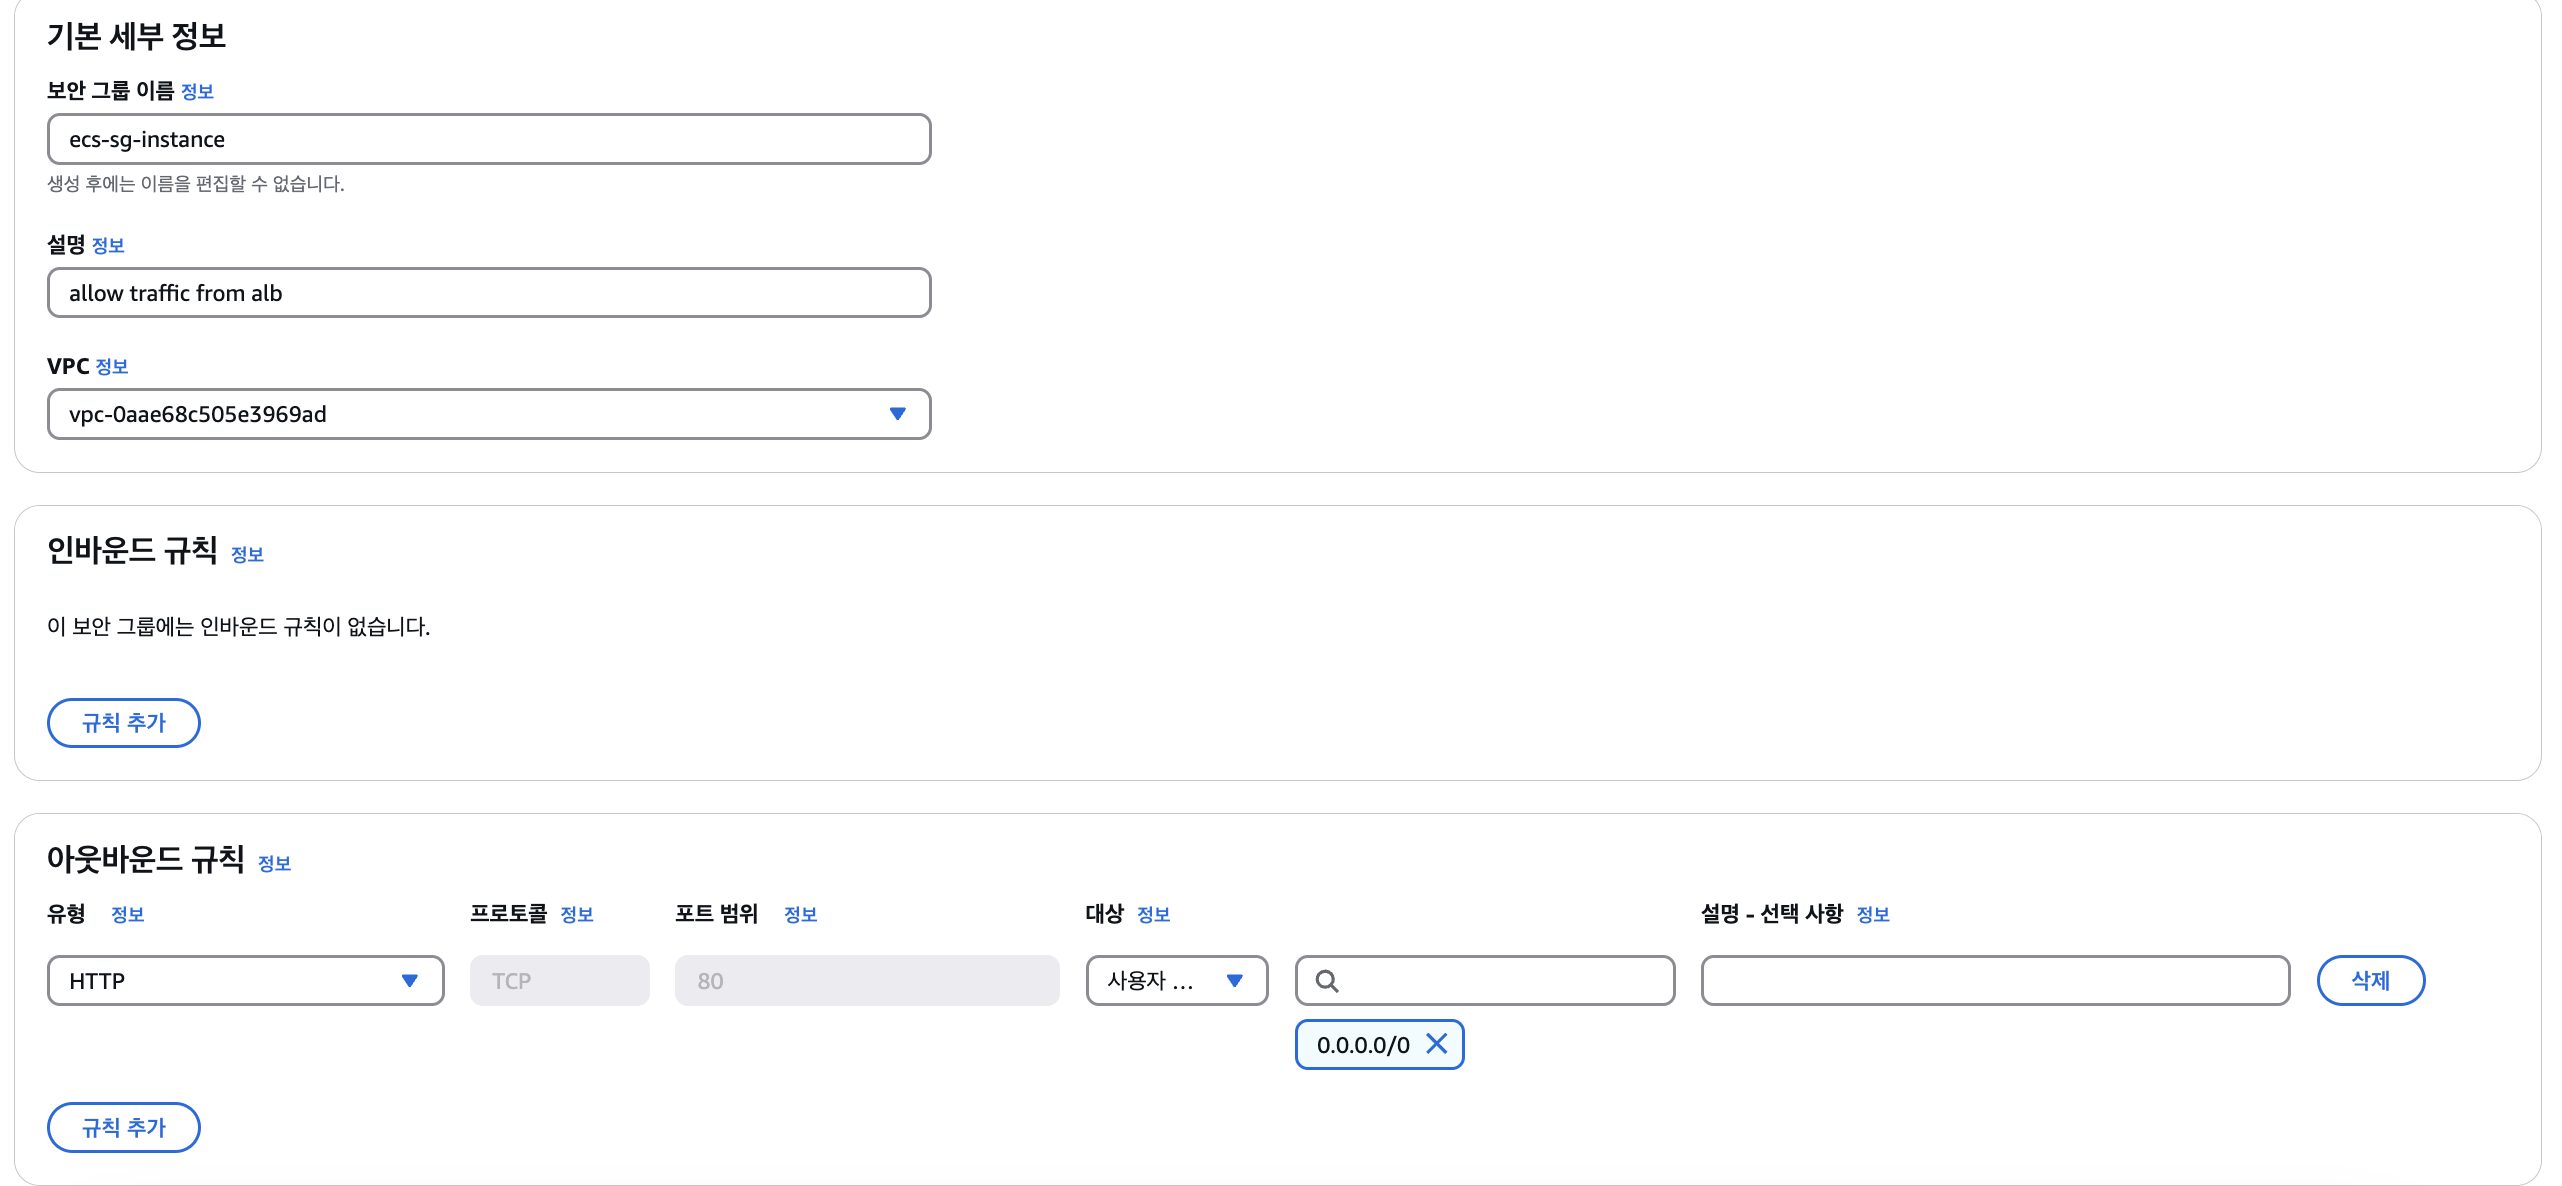 기본 세부 정보
보안 그룹 이름 정보
ecs-sg-instance
생성 후에는 이름을 편집할 수 없습니다.
설명 정보
allow traffic from alb
VPC 정보
vpc-0aae68c505e3969ad
인바운드 규칙 정보
이 보안 그룹에는 인바운드 규칙이 없습니다.
규칙 추가
아웃바운드 규칙 정보
유형 정보 프로토콜 정보 포트 범위 정보 대상 정보 설명 - 선택 사항 정보
HTTP TCP 80 사용자 ... 삭제
0.0.0.0/0
규칙 추가